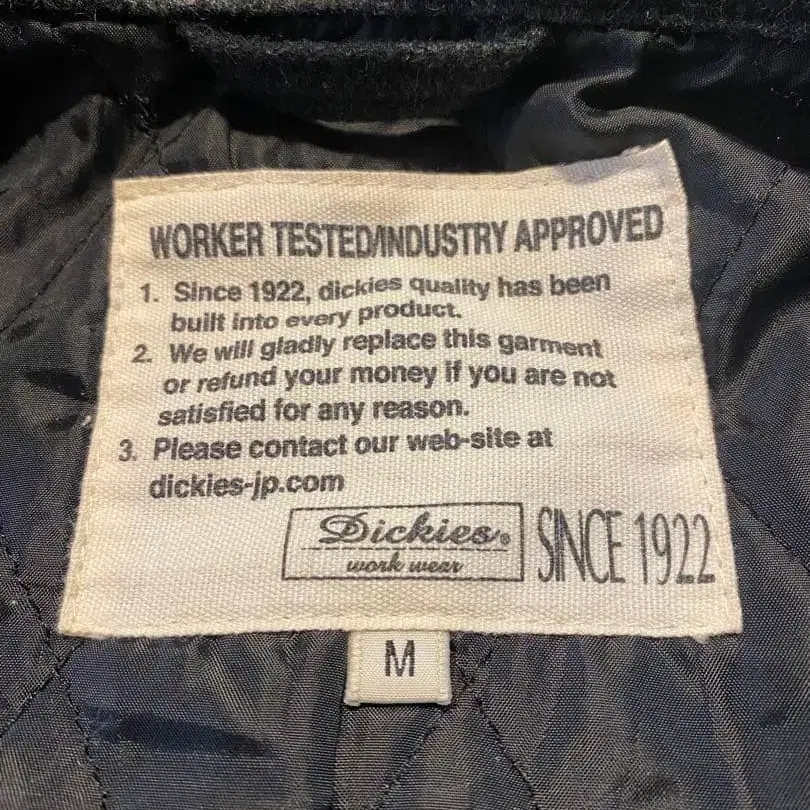 WORKER TESTED/INDUSTRY APPROVED
1. Since 1922, dickies quality has been
built into every product.
2. We will gladly replace this garment
or refund your money if you are not
satisfied for any reason.
3. Please contact our web-site at
dickies-jp.com
Dickies®
work wear
SINCE 1922
M